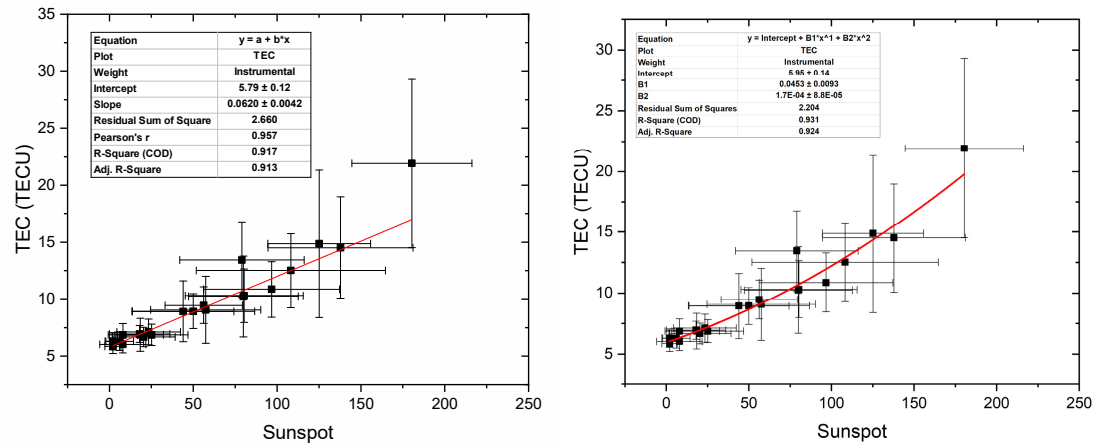 Equation y = a + b*x
Plot TEC
Weight Instrumental
Intercept 5.79 ± 0.12
Slope 0.0620 ± 0.0042
Residual Sum of Square 2.660
Pearson's r 0.957
R-Square (COD) 0.917
Adj. R-Square 0.913
35
30
25
20
15
10
5
TEC (TECU)
0 50 100 150 200 250
Sunspot
Equation y = Intercept + B1*x^1 + B2*x^2
Plot TEC
Weight Instrumental
Intercept 5.95 ± 0.14
B1 0.0453 ± 0.0093
B2 1.7E-04 ± 8.8E-05
Residual Sum of Squares 2.204
R-Square (COD) 0.931
Adj. R-Square 0.924
30
25
20
15
10
5
TEC (TECU)
0 50 100 150 200 250
Sunspot